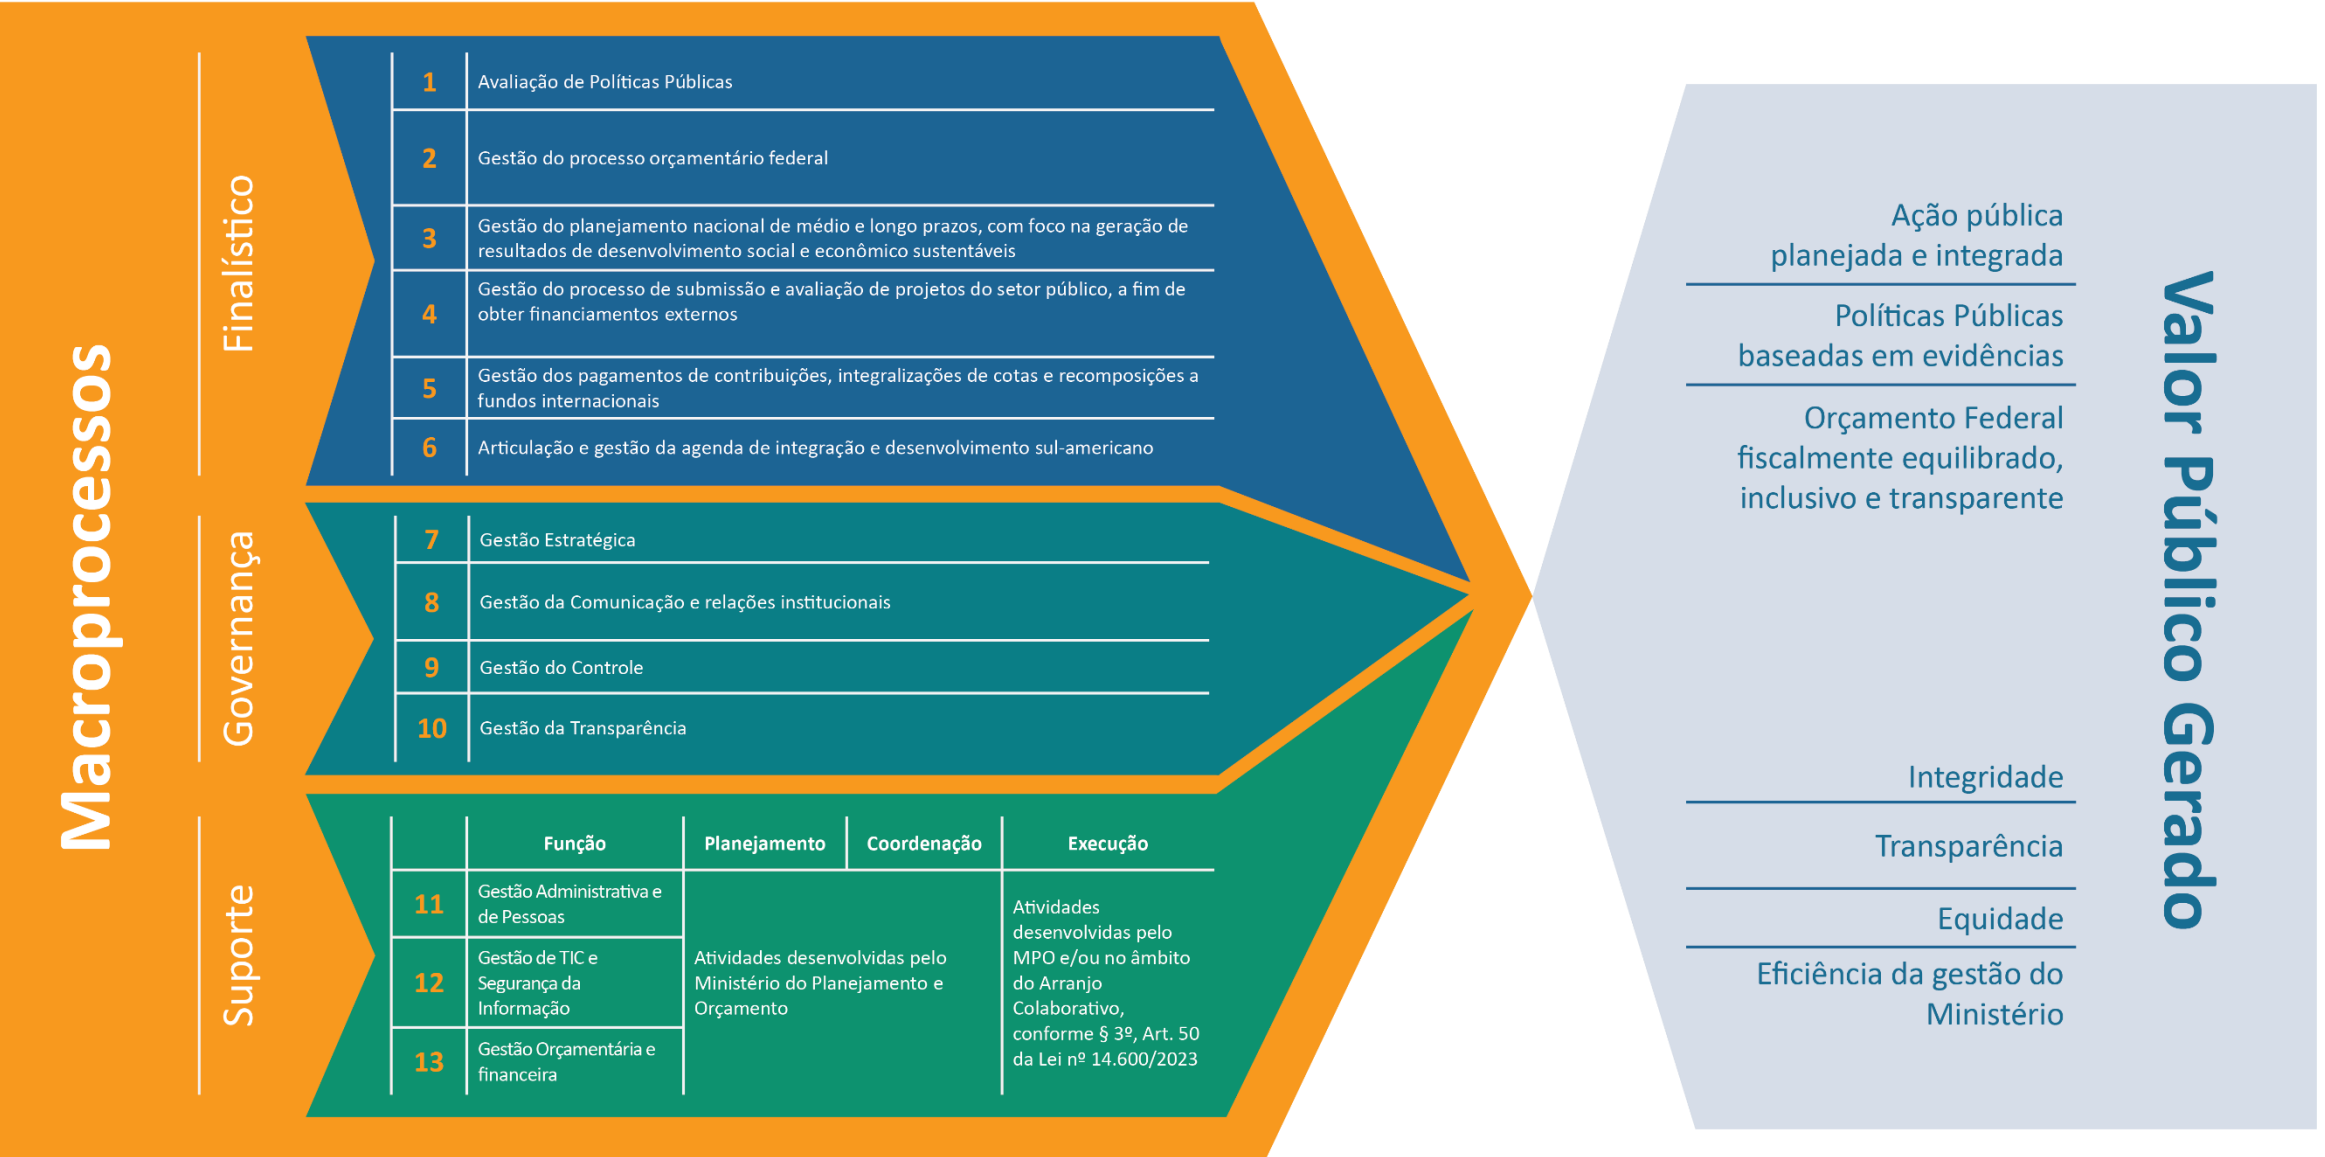 Macroprocessos
Finalístico
1
Avaliação de Políticas Públicas
2
Gestão do processo orçamentário federal
3
Gestão do planejamento nacional de médio e longo prazos, com foco na geração de
resultados de desenvolvimento social e econômico sustentáveis
4
Gestão do processo de submissão e avaliação de projetos do setor público, a fim de
obter financiamentos externos
5
Gestão dos pagamentos de contribuições, integralizações de cotas e recomposições a
fundos internacionais
6
Articulação e gestão da agenda de integração e desenvolvimento sul-americano
Governança
7
Gestão Estratégica
8
Gestão da Comunicação e relações institucionais
9
Gestão do Controle
10
Gestão da Transparência
Suporte
Função
Planejamento
Coordenação
Execução
11
Gestão Administrativa e
de Pessoas
12
Gestão de TIC e
Segurança da
Informação
13
Gestão Orçamentária e
financeira
Atividades desenvolvidas pelo
Ministério do Planejamento e
Orçamento
Atividades
desenvolvidas pelo
MPO e/ou no âmbito
do Arranjo
Colaborativo,
conforme § 3º, Art. 50
da Lei nº 14.600/2023
Ação pública
planejada e integrada
Políticas Públicas
baseadas em evidências
Orçamento Federal
fiscalmente equilibrado,
inclusivo e transparente
Integridade
Transparência
Equidade
Eficiência da gestão do
Ministério
Valor Público Gerado